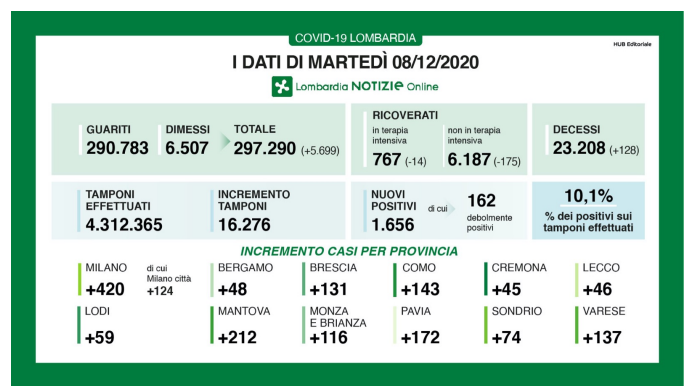 COVID-19 LOMBARDIA
HUB Editoriale
I DATI DI MARTEDÌ 08/12/2020
Lombardia NOTIZIE Online
GUARITI
290.783
DIMESSI
6.507
TOTALE
297.290 (+5.699)
RICOVERATI
in terapia
intensiva
767 (-14)
non in terapia
intensiva
6.187 (-175)
DECESSI
23.208 (+128)
TAMPONI
EFFETTUATI
4.312.365
INCREMENTO
TAMPONI
16.276
NUOVI
POSITIVI
1.656
di cui
162
debolmente
positivi
10,1%
% dei positivi sui
tamponi effettuati
INCREMENTO CASI PER PROVINCIA
MILANO
+420
di cui
Milano città
+124
BERGAMO
+48
BRESCIA
+131
COMO
+143
CREMONA
+45
LECCO
+46
LODI
+59
MANTOVA
+212
MONZA
E BRIANZA
+116
PAVIA
+172
SONDRIO
+74
VARESE
+137